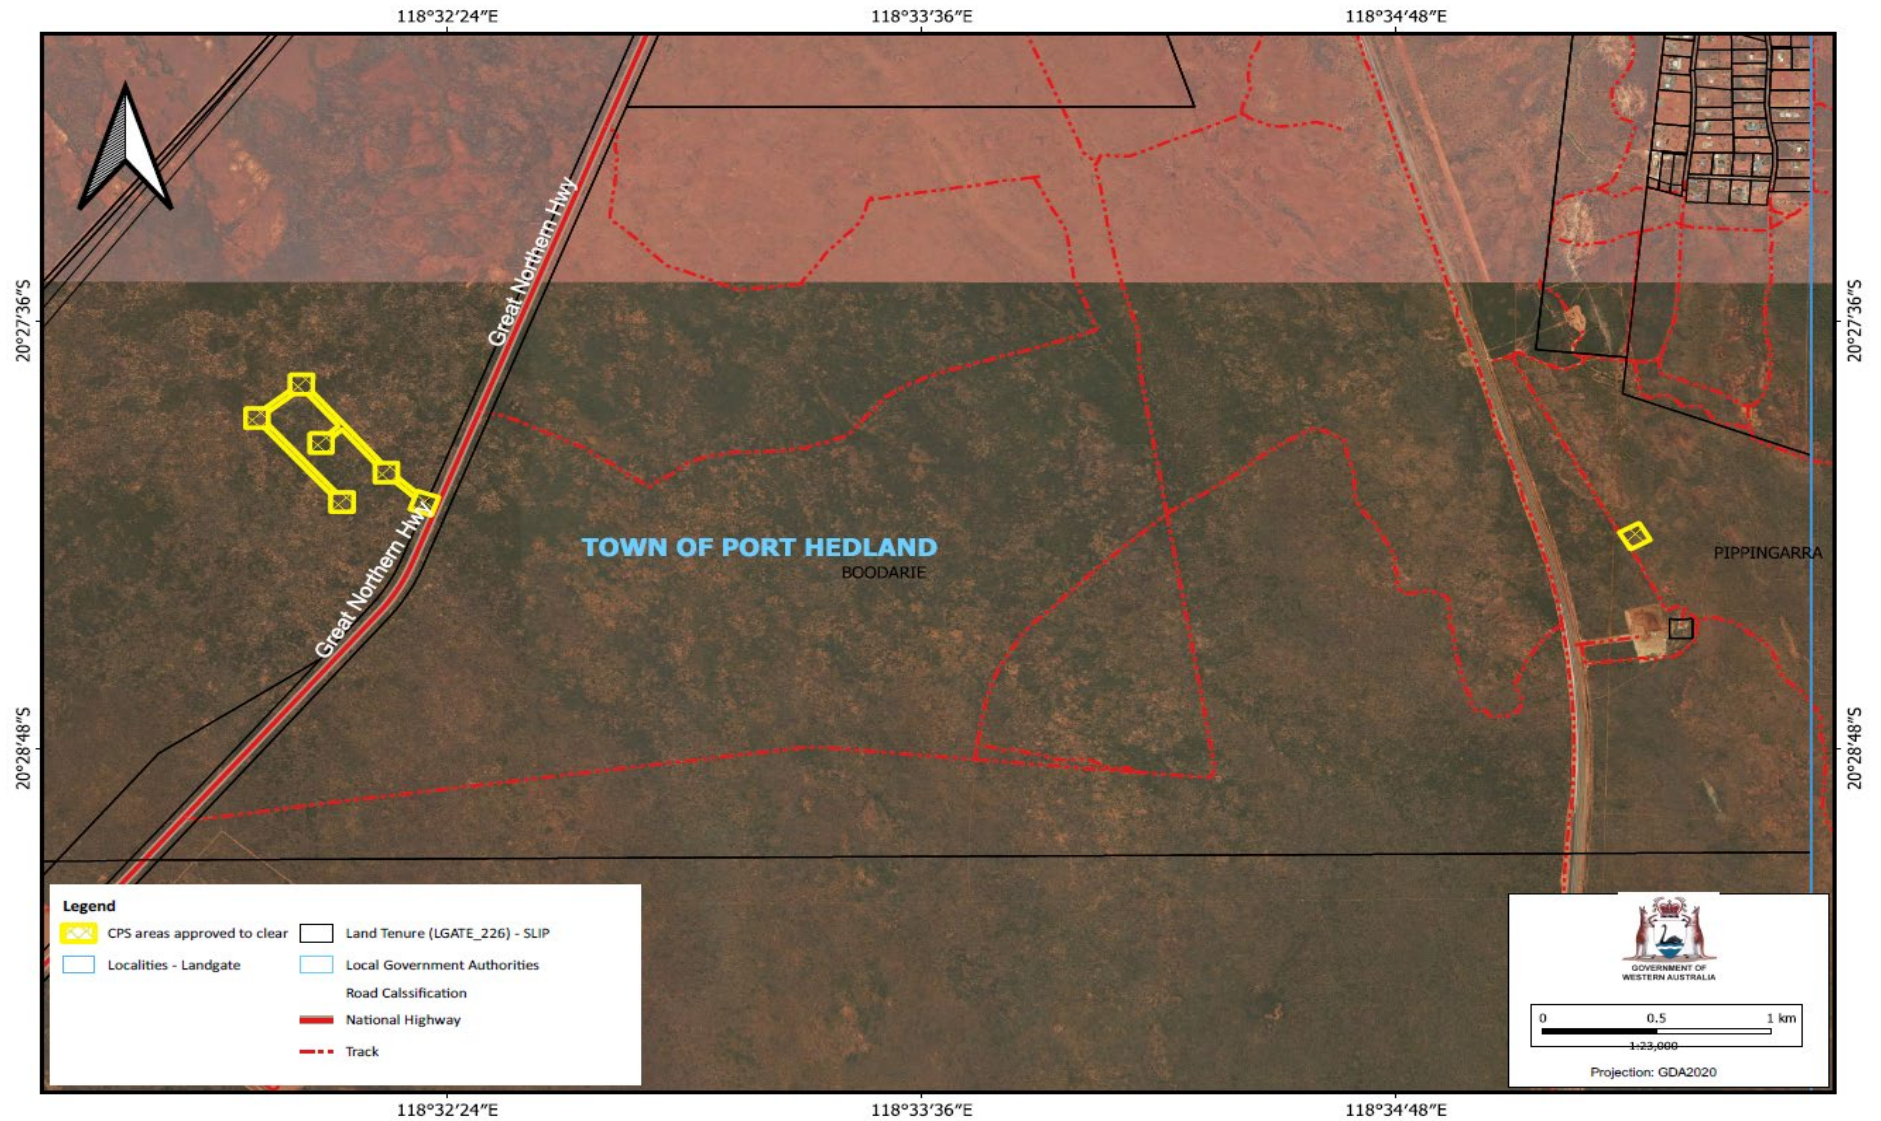 118°32′24″E
118°33′36″E
118°34′48″E
20°27′36″S
20°27′36″S
Great Northern Hwy
Great Northern Hwy
TOWN OF PORT HEDLAND
BOODARIE
PIPPINGARRA
20°28′48″S
20°28′48″S
Legend
CPS areas approved to clear
Localities - Landgate
Land Tenure (LGATE_226) - SLIP
Local Government Authorities
Road Calssification
National Highway
Track
GOVERNMENT OF
WESTERN AUSTRALIA
0 0.5 1 km
1:23,000
Projection: GDA2020
118°32′24″E
118°33′36″E
118°34′48″E